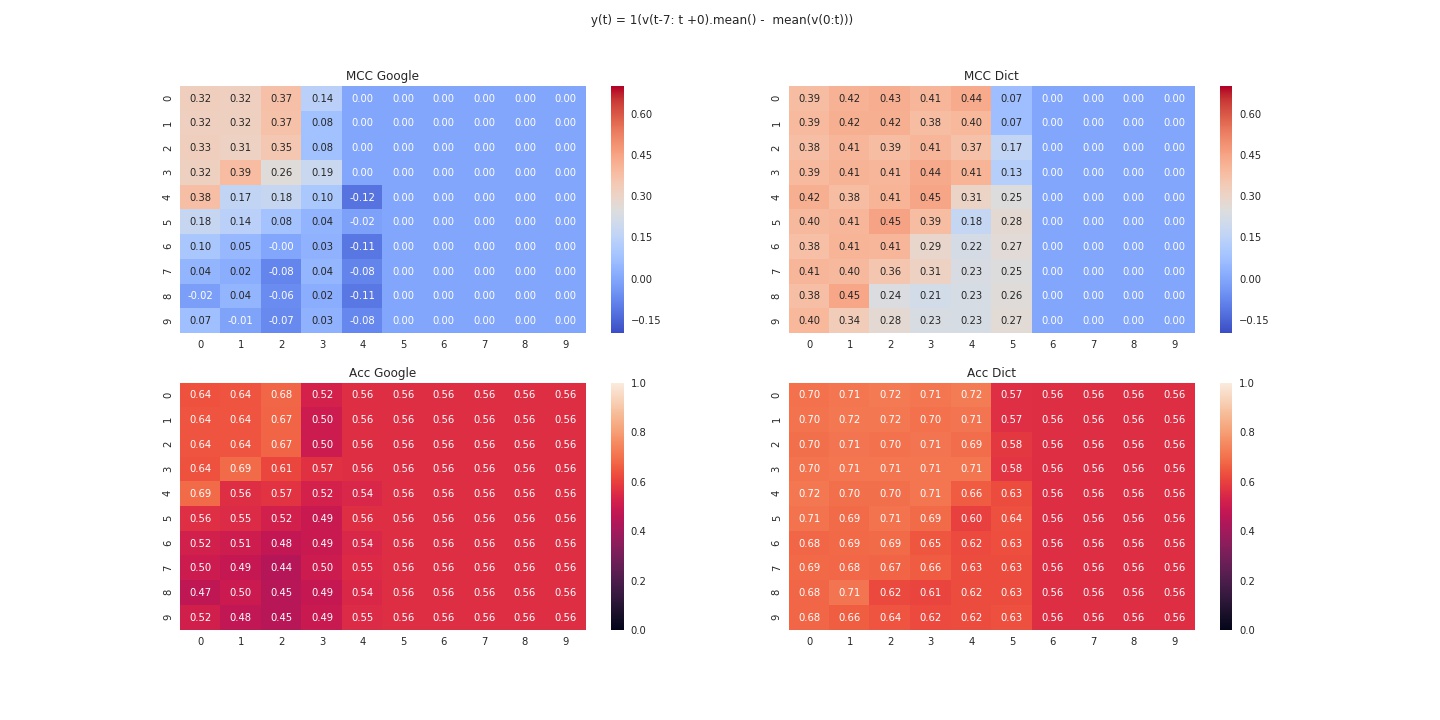 y(t) = 1(v(t-7: t +0).mean() -  mean(v(0:t)))
MCC Google
0 0.32 0.32 0.37 0.14 0.00 0.00 0.00 0.00 0.00 0.00
1 0.32 0.32 0.37 0.08 0.00 0.00 0.00 0.00 0.00 0.00
2 0.33 0.31 0.35 0.08 0.00 0.00 0.00 0.00 0.00 0.00
3 0.32 0.39 0.26 0.19 0.00 0.00 0.00 0.00 0.00 0.00
4 0.38 0.17 0.18 0.10 -0.12 0.00 0.00 0.00 0.00 0.00
5 0.18 0.14 0.08 0.04 -0.02 0.00 0.00 0.00 0.00 0.00
6 0.10 0.05 -0.00 0.03 -0.11 0.00 0.00 0.00 0.00 0.00
7 0.04 0.02 -0.08 0.04 -0.08 0.00 0.00 0.00 0.00 0.00
8 -0.02 0.04 -0.06 0.02 -0.11 0.00 0.00 0.00 0.00 0.00
9 0.07 -0.01 -0.07 0.03 -0.08 0.00 0.00 0.00 0.00 0.00
0 1 2 3 4 5 6 7 8 9
0.60
0.45
0.30
0.15
0.00
−0.15
MCC Dict
0 0.39 0.42 0.43 0.41 0.44 0.07 0.00 0.00 0.00 0.00
1 0.39 0.42 0.42 0.38 0.40 0.07 0.00 0.00 0.00 0.00
2 0.38 0.41 0.39 0.41 0.37 0.17 0.00 0.00 0.00 0.00
3 0.39 0.41 0.41 0.44 0.41 0.13 0.00 0.00 0.00 0.00
4 0.42 0.38 0.41 0.45 0.31 0.25 0.00 0.00 0.00 0.00
5 0.40 0.41 0.45 0.39 0.18 0.28 0.00 0.00 0.00 0.00
6 0.38 0.41 0.41 0.29 0.22 0.27 0.00 0.00 0.00 0.00
7 0.41 0.40 0.36 0.31 0.23 0.25 0.00 0.00 0.00 0.00
8 0.38 0.45 0.24 0.21 0.23 0.26 0.00 0.00 0.00 0.00
9 0.40 0.34 0.28 0.23 0.23 0.27 0.00 0.00 0.00 0.00
0 1 2 3 4 5 6 7 8 9
0.60
0.45
0.30
0.15
0.00
−0.15
Acc Google
0 0.64 0.64 0.68 0.52 0.56 0.56 0.56 0.56 0.56 0.56
1 0.64 0.64 0.67 0.50 0.56 0.56 0.56 0.56 0.56 0.56
2 0.64 0.64 0.67 0.50 0.56 0.56 0.56 0.56 0.56 0.56
3 0.64 0.69 0.61 0.57 0.56 0.56 0.56 0.56 0.56 0.56
4 0.69 0.56 0.57 0.52 0.54 0.56 0.56 0.56 0.56 0.56
5 0.56 0.55 0.52 0.49 0.56 0.56 0.56 0.56 0.56 0.56
6 0.52 0.51 0.48 0.49 0.54 0.56 0.56 0.56 0.56 0.56
7 0.50 0.49 0.44 0.50 0.55 0.56 0.56 0.56 0.56 0.56
8 0.47 0.50 0.45 0.49 0.54 0.56 0.56 0.56 0.56 0.56
9 0.52 0.48 0.45 0.49 0.55 0.56 0.56 0.56 0.56 0.56
0 1 2 3 4 5 6 7 8 9
1.0
0.8
0.6
0.4
0.2
0.0
Acc Dict
0 0.70 0.71 0.72 0.71 0.72 0.57 0.56 0.56 0.56 0.56
1 0.70 0.72 0.72 0.70 0.71 0.57 0.56 0.56 0.56 0.56
2 0.70 0.71 0.70 0.71 0.69 0.58 0.56 0.56 0.56 0.56
3 0.70 0.71 0.71 0.71 0.71 0.58 0.56 0.56 0.56 0.56
4 0.72 0.70 0.70 0.71 0.66 0.63 0.56 0.56 0.56 0.56
5 0.71 0.69 0.71 0.69 0.60 0.64 0.56 0.56 0.56 0.56
6 0.68 0.69 0.69 0.65 0.62 0.63 0.56 0.56 0.56 0.56
7 0.69 0.68 0.67 0.66 0.63 0.63 0.56 0.56 0.56 0.56
8 0.68 0.71 0.62 0.61 0.62 0.63 0.56 0.56 0.56 0.56
9 0.68 0.66 0.64 0.62 0.62 0.63 0.56 0.56 0.56 0.56
0 1 2 3 4 5 6 7 8 9
1.0
0.8
0.6
0.4
0.2
0.0